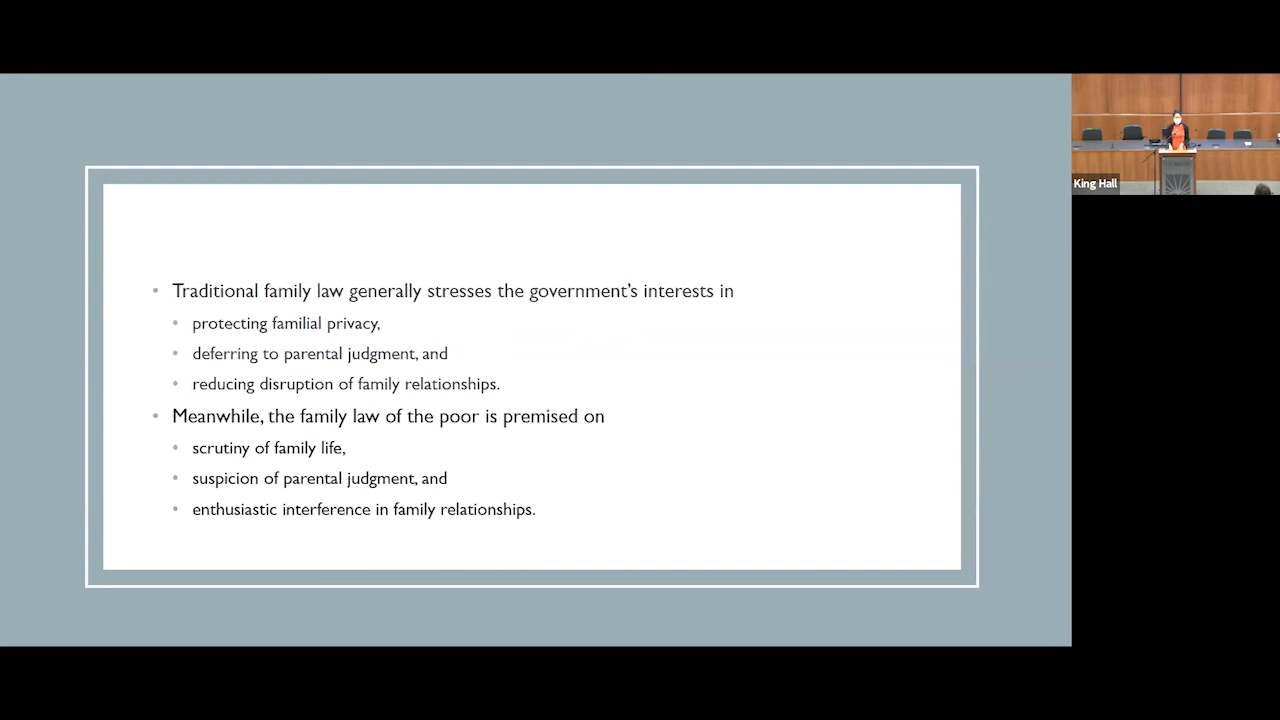 Traditional family law generally stresses the government's interests in
protecting familial privacy,
deferring to parental judgment, and
reducing disruption of family relationships.
Meanwhile, the family law of the poor is premised on
scrutiny of family life,
suspicion of parental judgment, and
enthusiastic interference in family relationships.
King Hall